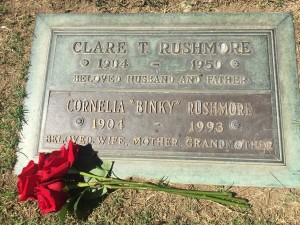 CLARE T. RUSHMORE
1904 - 1950
BELOVED HUSBAND AND FATHER
CORNELIA "BINKY" RUSHMORE
1904 - 1993
BELOVED WIFE, MOTHER, GRANDMOTHER